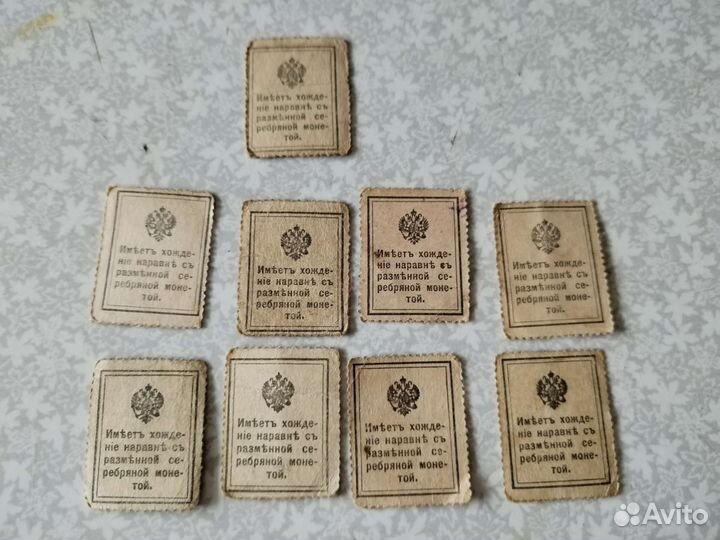 Имѣетъ хожде-
ніе наравнѣ съ
размѣнной се-
ребряной моне-
той.
Имѣетъ хожде-
ніе наравнѣ съ
размѣнной се-
ребряной моне-
той.
Имѣетъ хожде-
ніе наравнѣ съ
размѣнной се-
ребряной моне-
той.
Имѣетъ хожде-
ніе наравнѣ съ
размѣнной се-
ребряной моне-
той.
Имѣетъ хожде-
ніе наравнѣ съ
размѣнной се-
ребряной моне-
той.
Имѣетъ хожде-
ніе наравнѣ съ
размѣнной се-
ребряной моне-
той.
Имѣетъ хожде-
ніе наравнѣ съ
размѣнной се-
ребряной моне-
той.
Имѣетъ хожде-
ніе наравнѣ съ
размѣнной се-
ребряной моне-
той.
Имѣетъ хожде-
ніе наравнѣ съ
размѣнной се-
ребряной моне-
той.
Avito